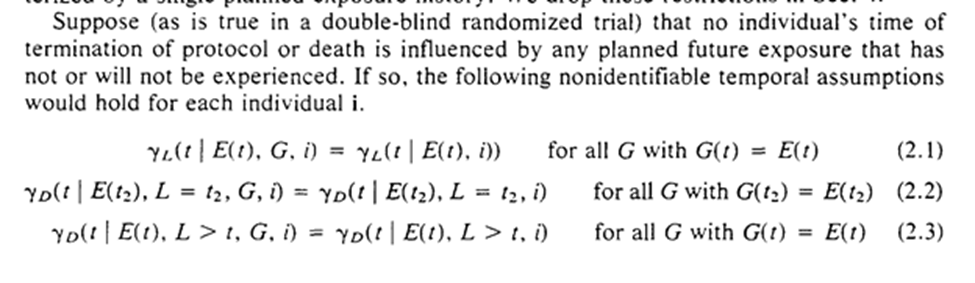 Suppose (as is true in a double-blind randomized trial) that no individual's time of
termination of protocol or death is influenced by any planned future exposure that has
not or will not be experienced. If so, the following nonidentifiable temporal assumptions
would hold for each individual i.
γL(t | E(t), G, i) = γL(t | E(t), i)) for all G with G(t) = E(t) (2.1)
γD(t | E(t₂), L = t₂, G, i) = γD(t | E(t₂), L = t₂, i) for all G with G(t₂) = E(t₂) (2.2)
γD(t | E(t), L > t, G, i) = γD(t | E(t), L > t, i) for all G with G(t) = E(t) (2.3)